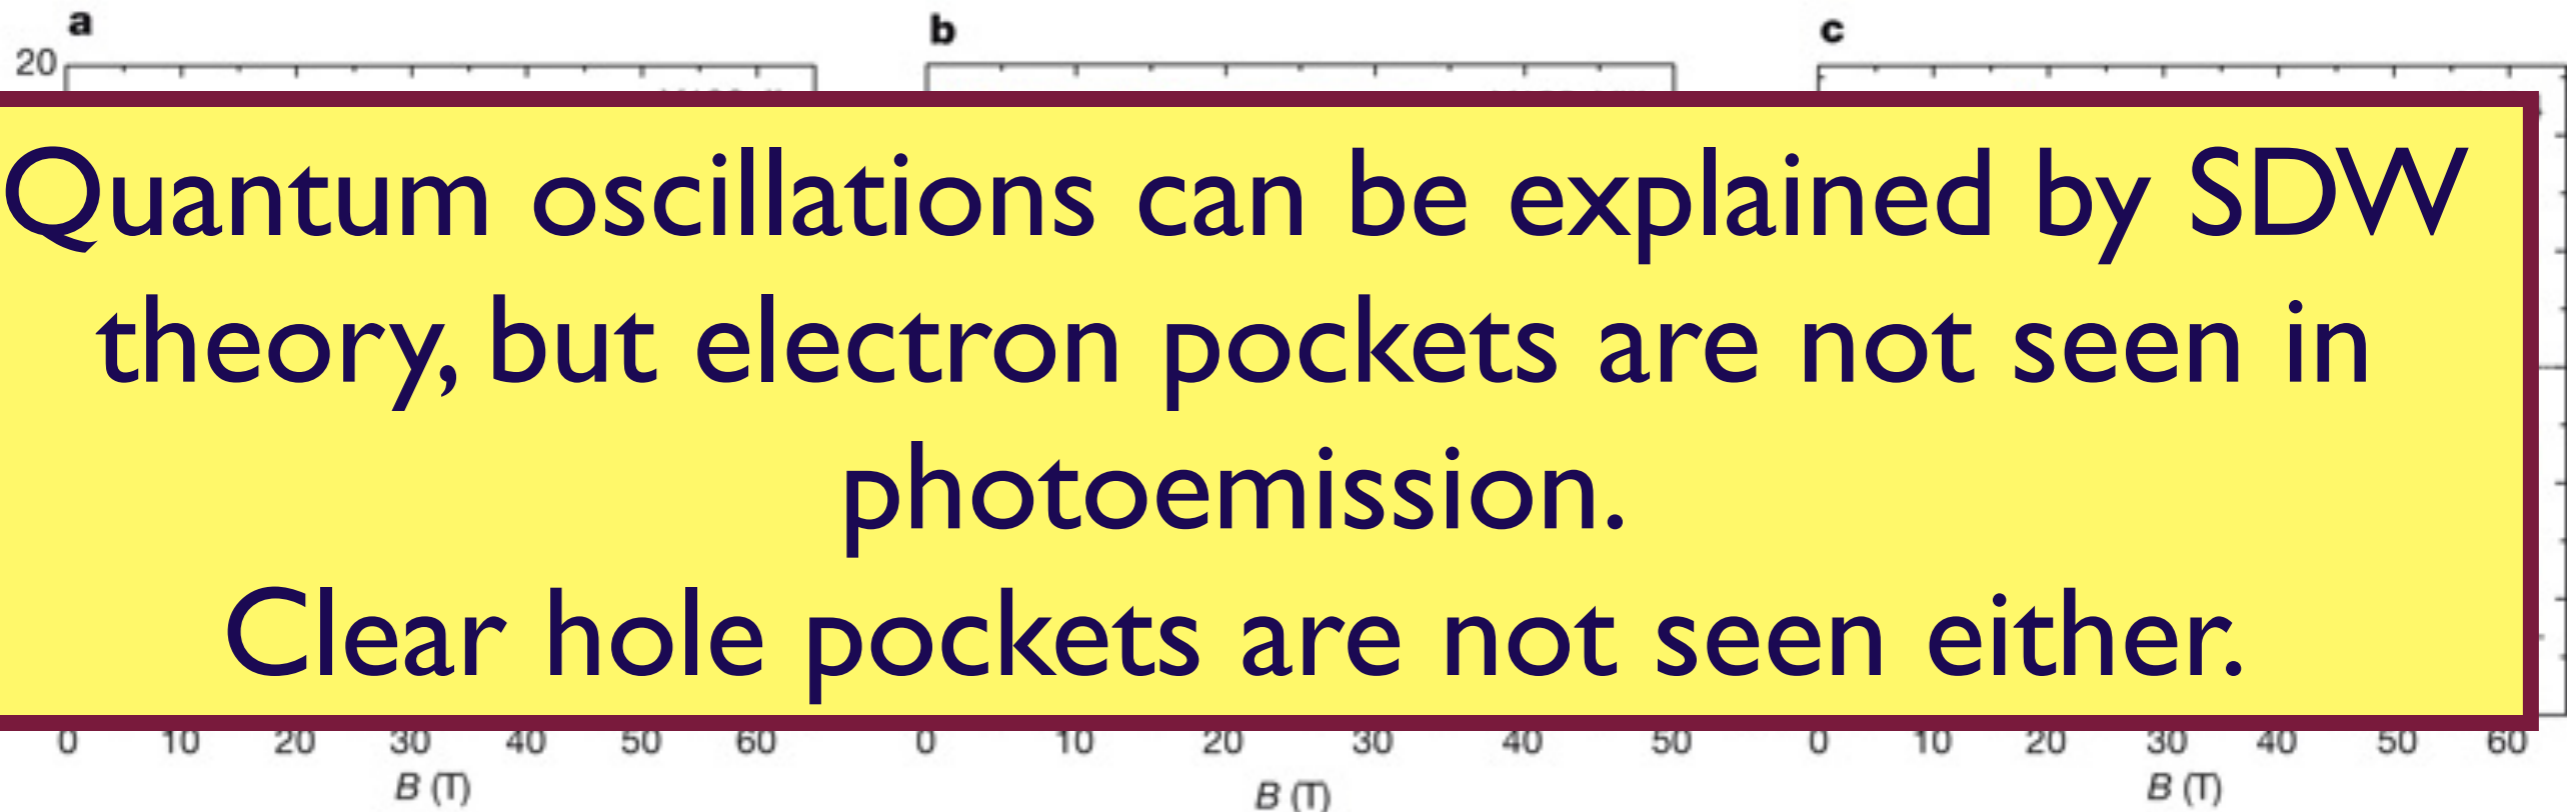 a b c
20
Quantum oscillations can be explained by SDW
theory, but electron pockets are not seen in
photoemission.
Clear hole pockets are not seen either.
0 10 20 30 40 50 60 0 10 20 30 40 50 0 10 20 30 40 50 60
B (T) B (T) B (T)